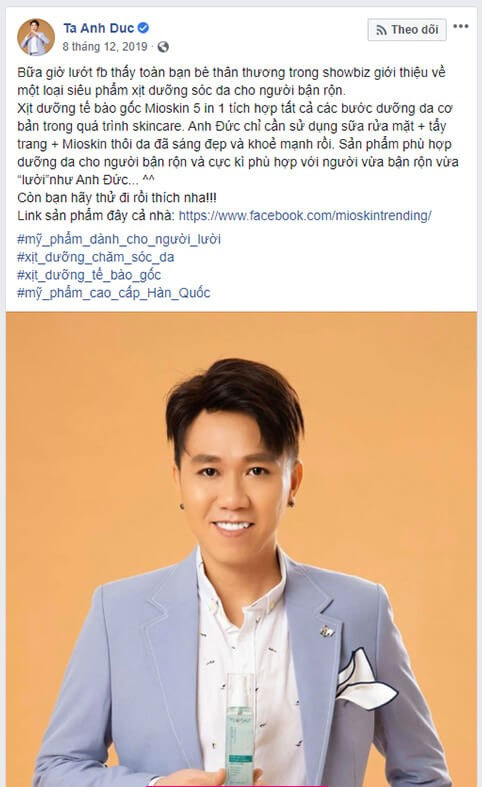 Ta Anh Duc
Theo dõi
8 tháng 12, 2019
Bữa giờ lướt fb thấy toàn bạn bè thân thương trong showbiz giới thiệu về
một loại siêu phẩm xịt dưỡng sóc da cho người bận rộn.
Xịt dưỡng tế bào gốc Mioskin 5 in 1 tích hợp tất cả các bước dưỡng da cơ
bản trong quá trình skincare. Anh Đức chỉ cần sử dụng sữa rửa mặt + tẩy
trang + Mioskin thôi da đã sáng đẹp và khoẻ mạnh rồi. Sản phẩm phù hợp
dưỡng da cho người bận rộn và cực kì phù hợp với người vừa bận rộn vừa
“lười”như Anh Đức... ^^
Còn bạn hãy thử đi rồi thích nha!!!
Link sản phẩm đây cả nhà: https://www.facebook.com/mioskintrending/
#mỹ_phẩm_dành_cho_người_lười
#xịt_dưỡng_chăm_sóc_da
#xịt_dưỡng_tế_bào_gốc
#mỹ_phẩm_cao_cấp_Hàn_Quốc